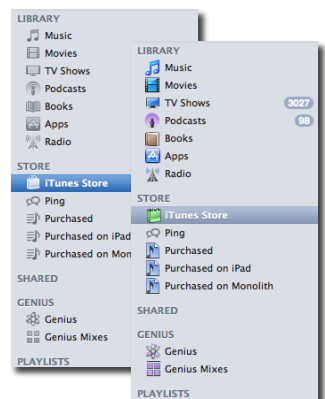 LIBRARY
Music
Movies
TV Shows
Podcasts
Books
Apps
Radio
STORE
iTunes Store
Ping
Purchased
Purchased on iPad
Purchased on Mon
SHARED
GENIUS
Genius
Genius Mixes
PLAYLISTS
LIBRARY
Music
Movies
TV Shows 3027
Podcasts 98
Books
Apps
Radio
STORE
iTunes Store
Ping
Purchased
Purchased on iPad
Purchased on Monolith
SHARED
GENIUS
Genius
Genius Mixes
PLAYLISTS